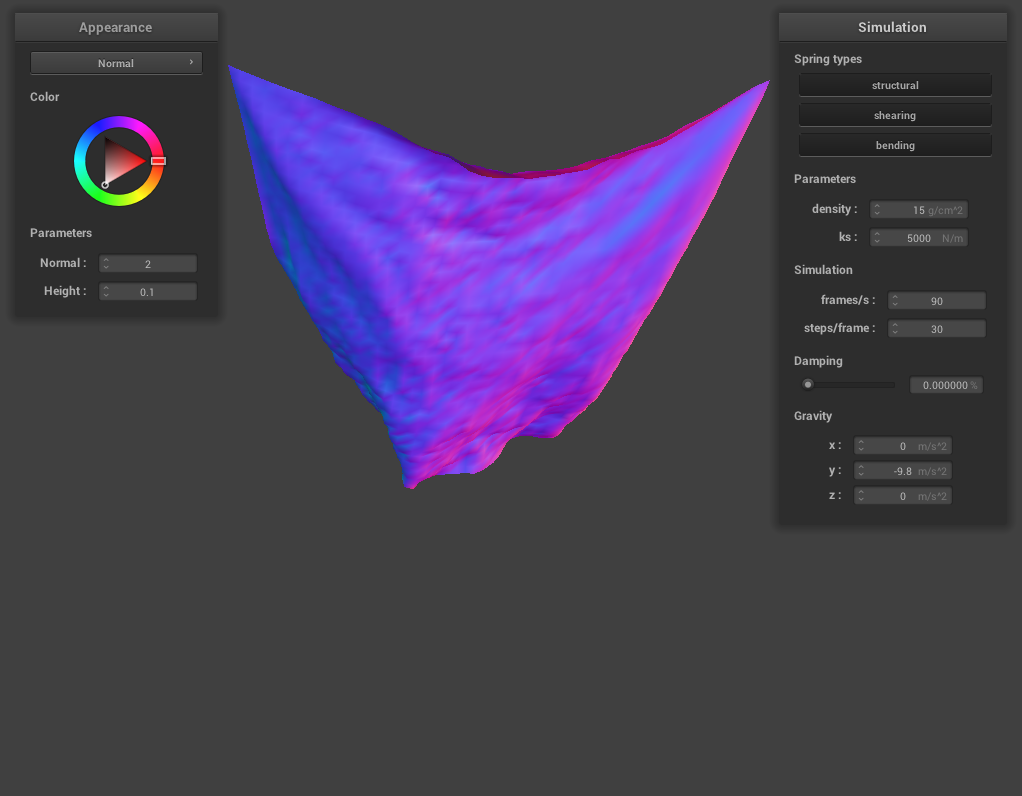 Appearance
Normal ›
Color
Parameters
Normal : 2
Height : 0.1
Simulation
Spring types
structural
shearing
bending
Parameters
density : 15 g/cm^2
ks : 5000 N/m
Simulation
frames/s : 90
steps/frame : 30
Damping
0.000000 %
Gravity
x : 0 m/s^2
y : -9.8 m/s^2
z : 0 m/s^2